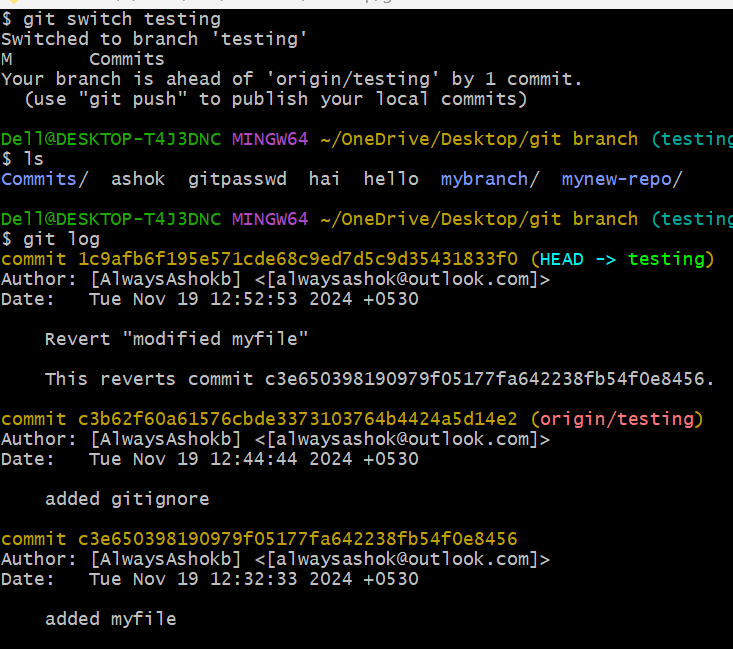 $ git switch testing
Switched to branch 'testing'
M       Commits
Your branch is ahead of 'origin/testing' by 1 commit.
  (use "git push" to publish your local commits)
Dell@DESKTOP-T4J3DNC MINGW64 ~/OneDrive/Desktop/git branch (testing
$ ls
Commits/  ashok  gitpasswd  hai  hello  mybranch/  mynew-repo/
Dell@DESKTOP-T4J3DNC MINGW64 ~/OneDrive/Desktop/git branch (testing
$ git log
commit 1c9afb6f195e571cde68c9ed7d5c9d35431833f0 (HEAD -> testing)
Author: [AlwaysAshokb] <[alwaysashok@outlook.com]>
Date:   Tue Nov 19 12:52:53 2024 +0530
    Revert "modified myfile"
    This reverts commit c3e650398190979f05177fa642238fb54f0e8456.
commit c3b62f60a61576cbde3373103764b4424a5d14e2 (origin/testing)
Author: [AlwaysAshokb] <[alwaysashok@outlook.com]>
Date:   Tue Nov 19 12:44:44 2024 +0530
    added gitignore
commit c3e650398190979f05177fa642238fb54f0e8456
Author: [AlwaysAshokb] <[alwaysashok@outlook.com]>
Date:   Tue Nov 19 12:32:33 2024 +0530
    added myfile